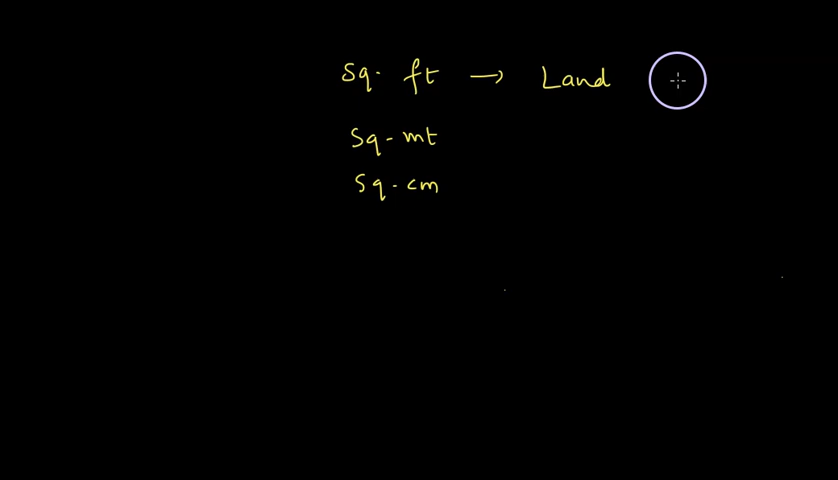 Sq. ft → Land
Sq-mt
Sq. cm